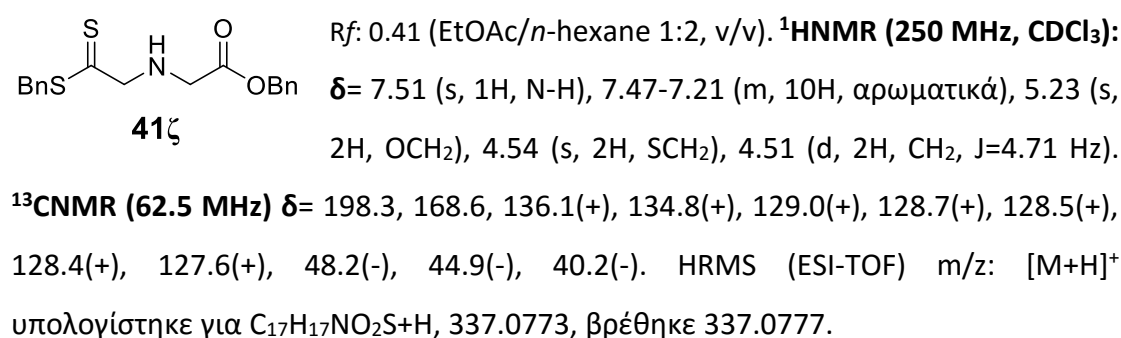 S
H
N
O
BnS
OBn
41ζ
Rf: 0.41 (EtOAc/n-hexane 1:2, v/v). ¹HNMR (250 MHz, CDCl₃):
δ= 7.51 (s, 1H, N-H), 7.47-7.21 (m, 10H, αρωματικά), 5.23 (s,
2H, OCH₂), 4.54 (s, 2H, SCH₂), 4.51 (d, 2H, CH₂, J=4.71 Hz).
¹³CNMR (62.5 MHz) δ= 198.3, 168.6, 136.1(+), 134.8(+), 129.0(+), 128.7(+), 128.5(+),
128.4(+), 127.6(+), 48.2(-), 44.9(-), 40.2(-). HRMS (ESI-TOF) m/z: [M+H]⁺
υπολογίστηκε για C₁₇H₁₇NO₂S+H, 337.0773, βρέθηκε 337.0777.